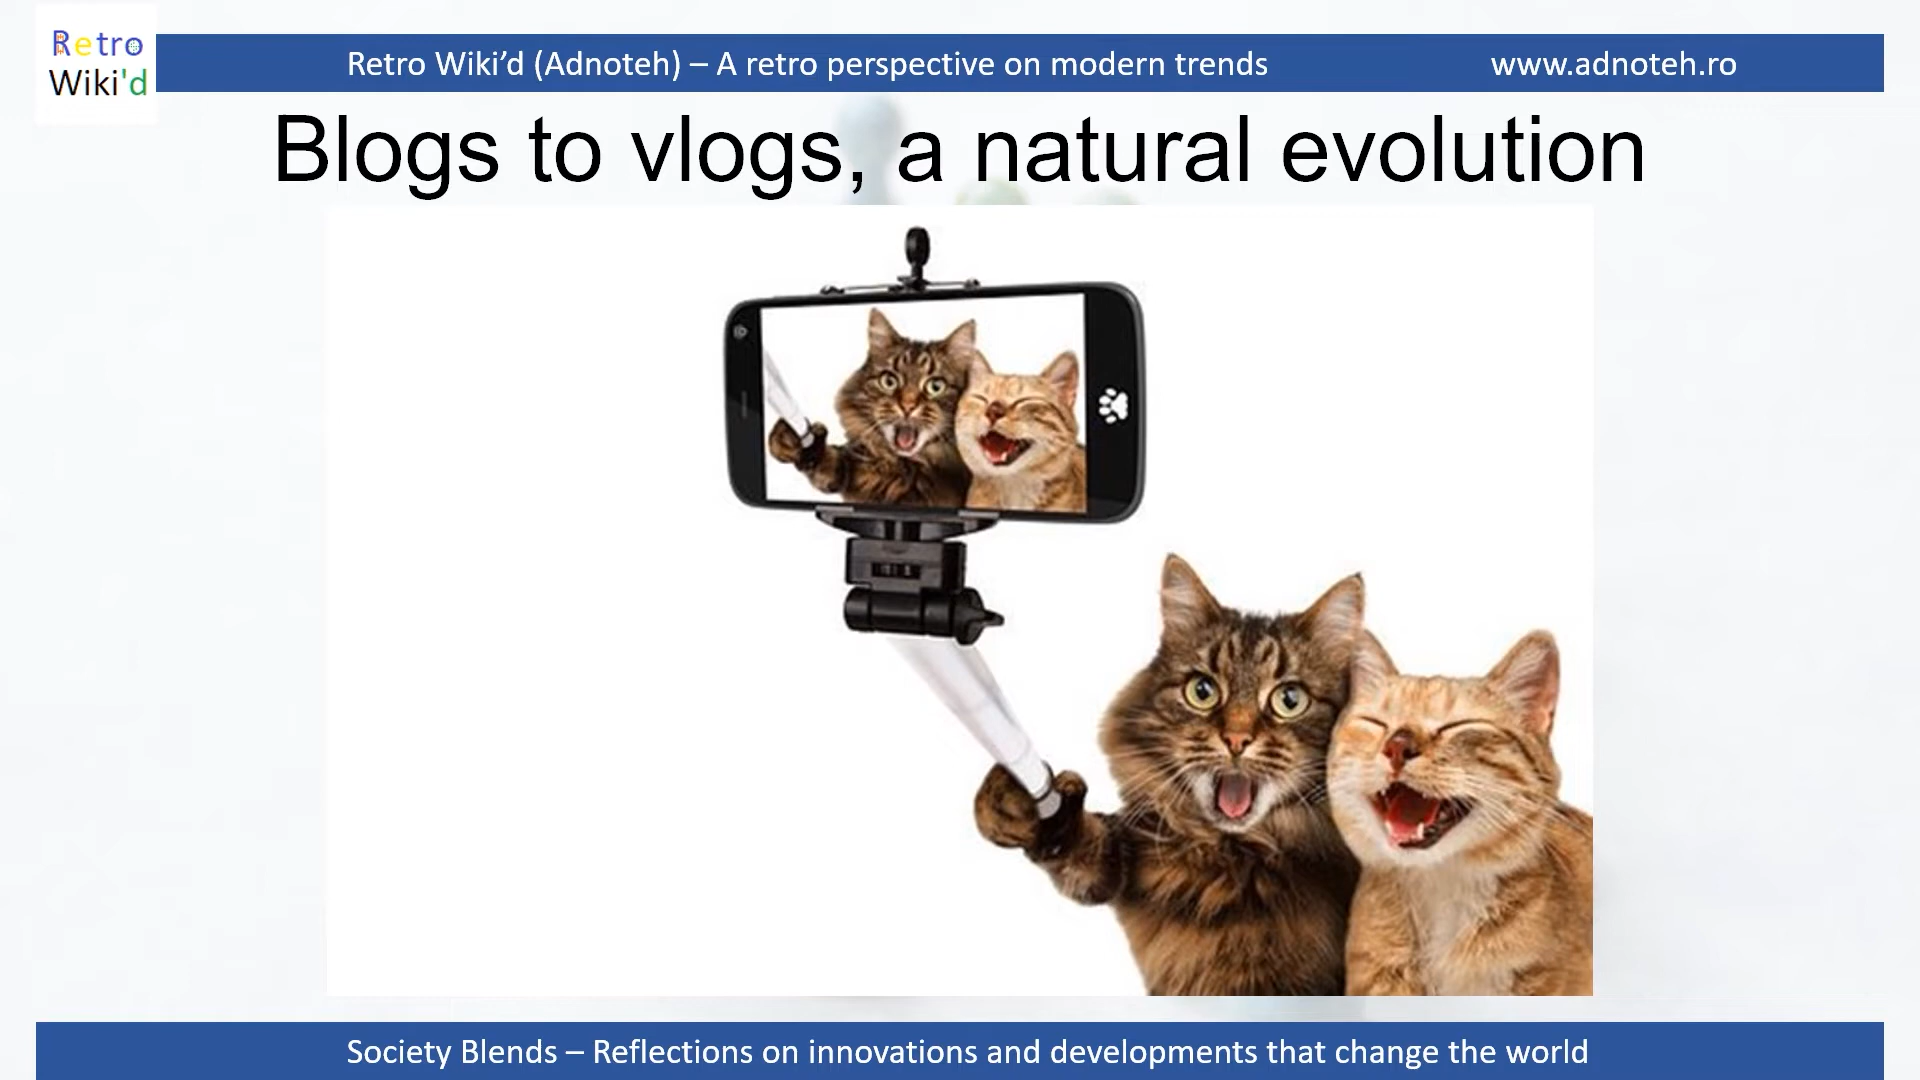 Retro
Wiki'd
Retro Wiki’d (Adnoteh) – A retro perspective on modern trends
www.adnoteh.ro
Blogs to vlogs, a natural evolution
Society Blends – Reflections on innovations and developments that change the world